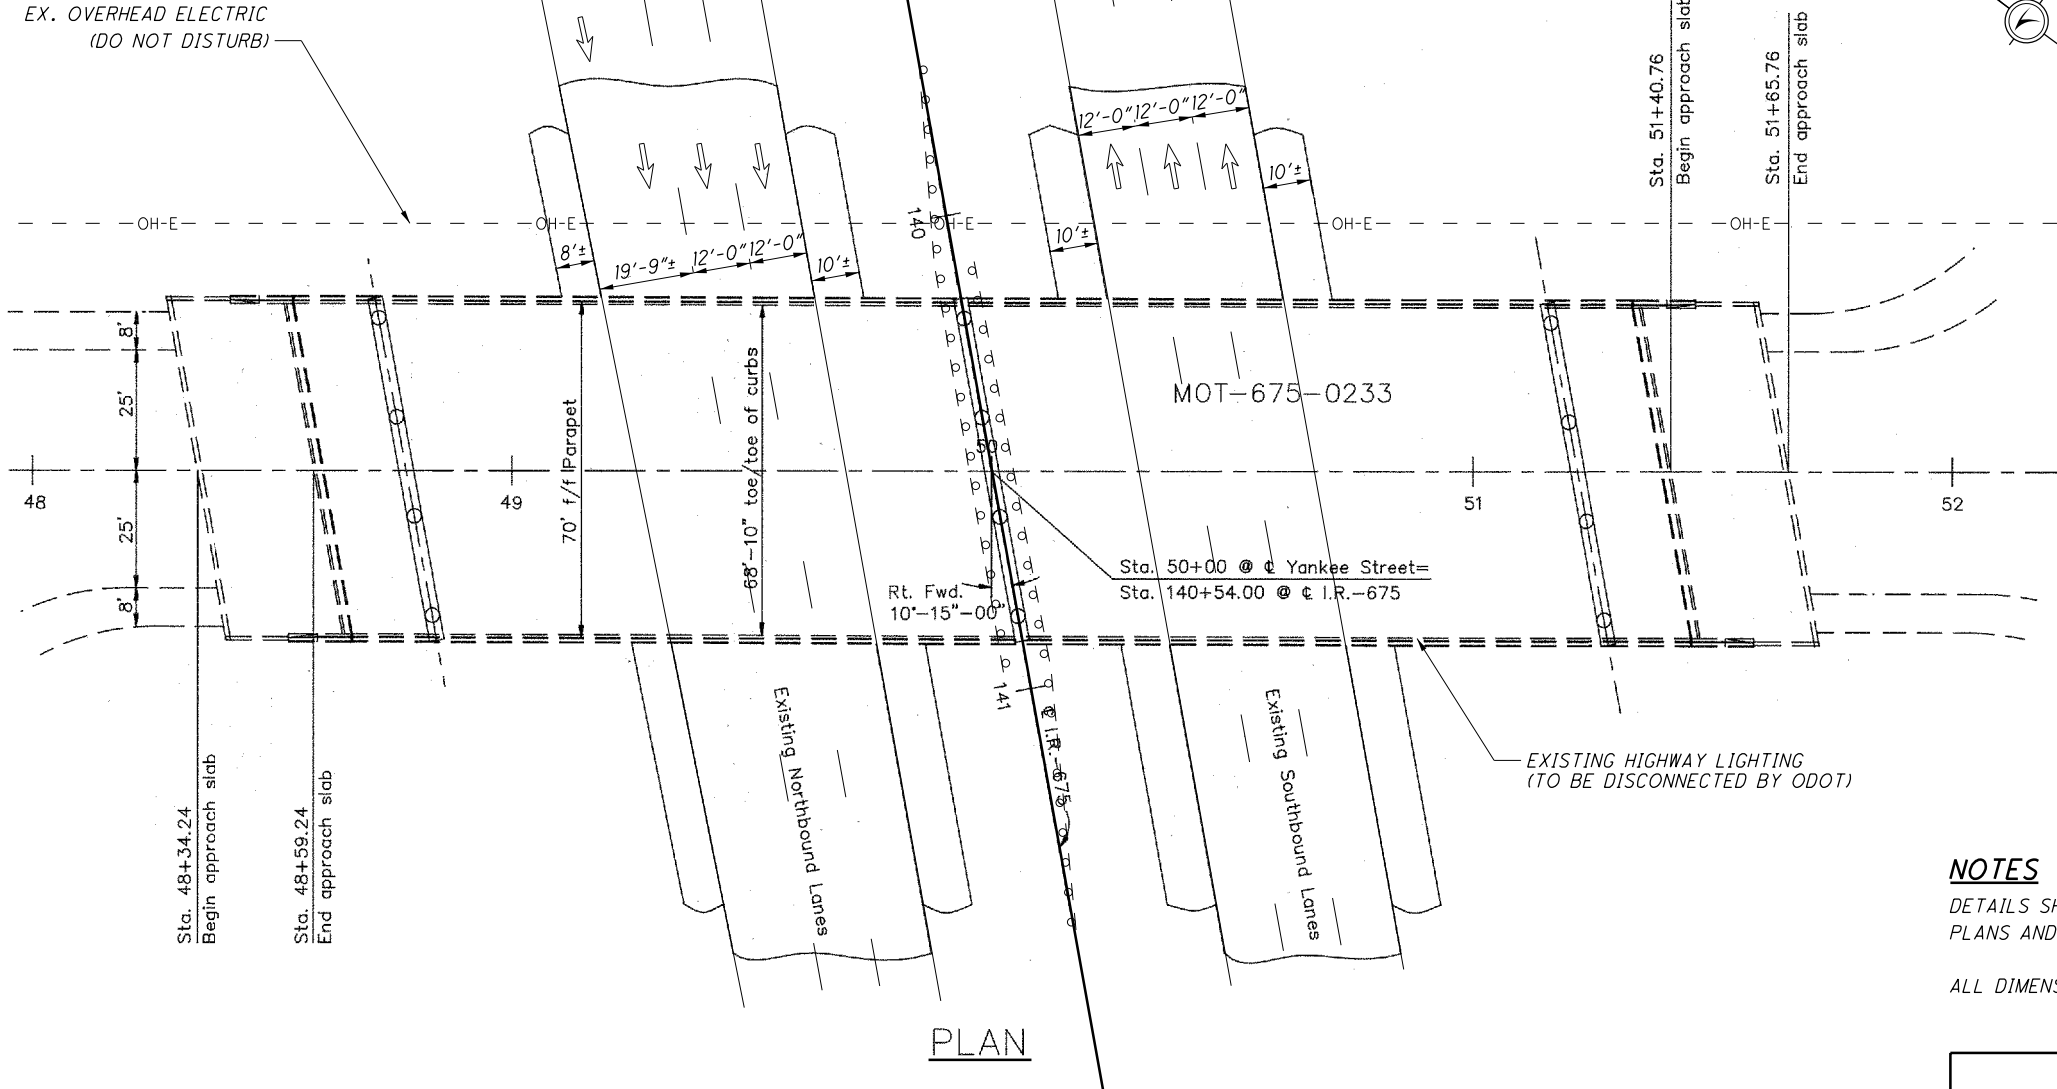 EX. OVERHEAD ELECTRIC
(DO NOT DISTURB)
Sta. 51+40.76
Begin approach slab
Sta. 51+65.76
End approach slab
12'-0" 12'-0" 12'-0"
10'±
140
OH-E
OH-E
OH-E
OH-E
OH-E
8'±
19'-9"±
12'-0" 12'-0"
10'±
10'±
8'
25'
25'
8'
70' f/f Parapet
68'-10" toe/toe of curbs
MOT-675-0233
48
49
50
51
52
Sta. 50+00 @ ℄ Yankee Street=
Sta. 140+54.00 @ ℄ I.R.-675
Rt. Fwd.
10°-15"-00"
141
℄ I.R.-675
Existing Northbound Lanes
Existing Southbound Lanes
EXISTING HIGHWAY LIGHTING
(TO BE DISCONNECTED BY ODOT)
Sta. 48+34.24
Begin approach slab
Sta. 48+59.24
End approach slab
NOTES
DETAILS
PLANS AND
ALL
PLAN